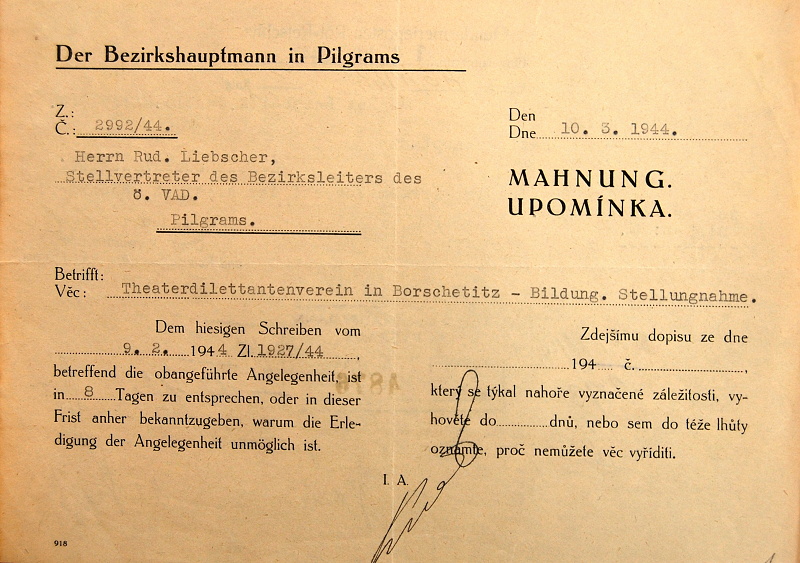 Der Bezirkshauptmann in Pilgrams
Z.:
Č.: 2992/44.
Den
Dne 10. 3. 1944.
Herrn Rud. Liebscher,
Stellvertreter des Bezirksleiters des
ö. VAD.
Pilgrams.
MAHNUNG.
UPOMÍNKA.
Betrifft:
Věc: Theaterdilettantenverein in Borschetitz - Bildung. Stellungnahme.
Dem hiesigen Schreiben vom
9. 2. 1944 Zl. 1927/44,
betreffend die obangeführte Angelegenheit, ist
in 8 Tagen zu entsprechen, oder in dieser
Frist anher bekanntzugeben, warum die Erle-
digung der Angelegenheit unmöglich ist.
Zdejšímu dopisu ze dne
194 č. ,
který se týkal nahoře vyznačené záležitosti, vy-
hovéte do dnů, nebo sem do téže lhůty
oznamte, proč nemůžete věc vyříditi.
I. A.
918